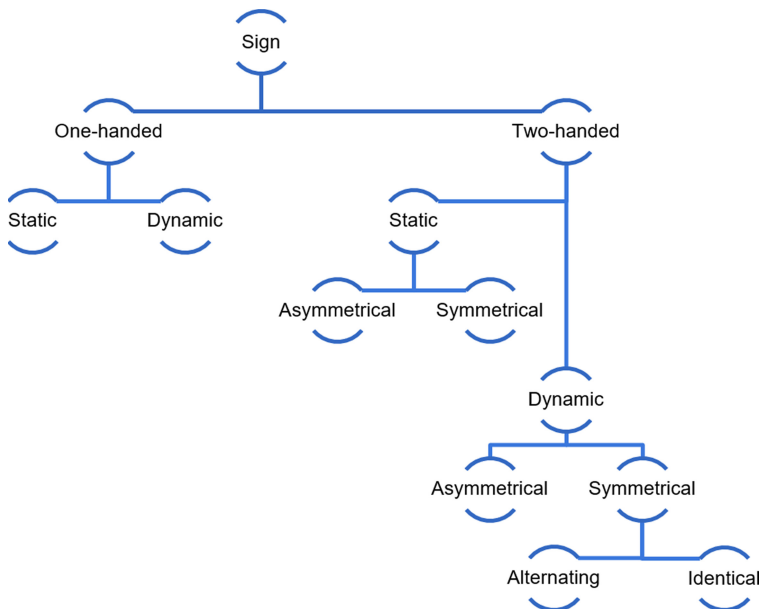 Sign
One-handed
Two-handed
Static
Dynamic
Static
Asymmetrical
Symmetrical
Dynamic
Asymmetrical
Symmetrical
Alternating
Identical